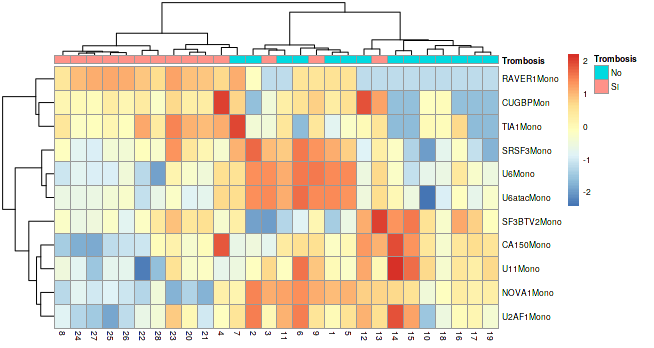 Trombosis
RAVER1Mono
CUGBPMon
TIA1Mono
SRSF3Mono
U6Mono
U6atacMono
SF3BTV2Mono
CA150Mono
U11Mono
NOVA1Mono
U2AF1Mono
8 24 27 25 26 22 28 23 20 21 4 7 2 3 11 6 9 1 5 12 13 14 15 10 18 16 17 19
2
1
0
-1
-2
Trombosis
No
SI